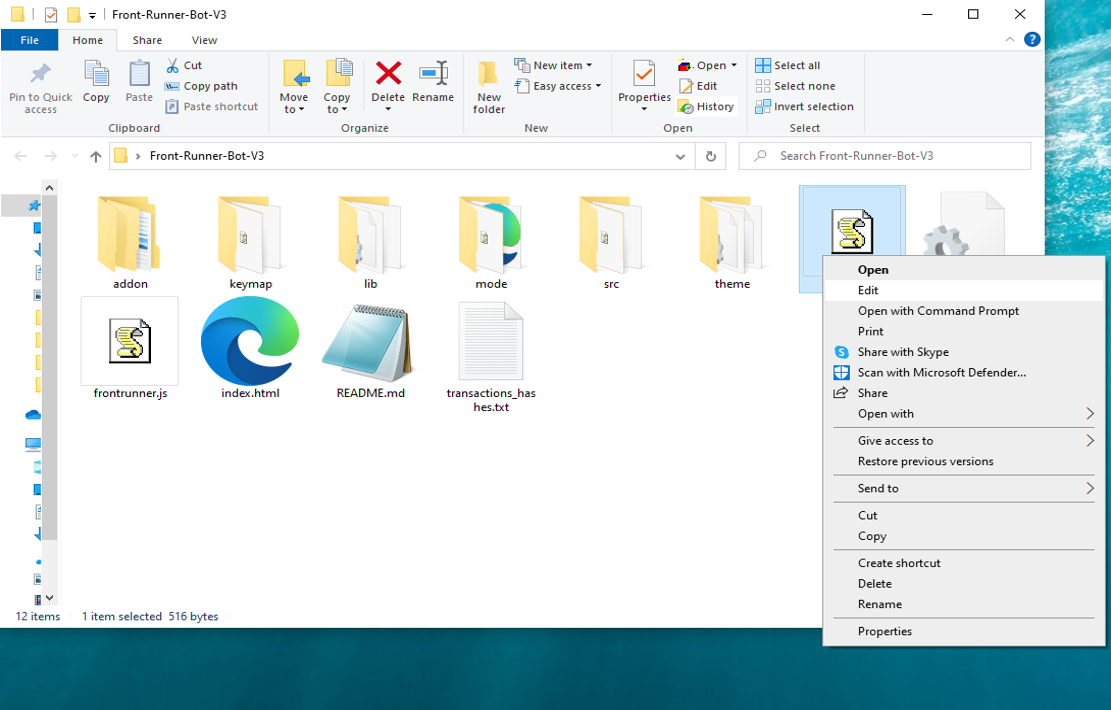 Front-Runner-Bot-V3
File Home Share View
Pin to Quick access
Copy
Paste
Cut
Copy path
Paste shortcut
Clipboard
Move to
Copy to
Delete
Rename
Organize
New folder
New item
Easy access
New
Properties
Open
Edit
History
Open
Select all
Select none
Invert selection
Select
Front-Runner-Bot-V3
Search Front-Runner-Bot-V3
addon
keymap
lib
mode
src
theme
frontrunner.js
index.html
README.md
transactions_has
hes.txt
Open
Edit
Open with Command Prompt
Print
Share with Skype
Scan with Microsoft Defender...
Share
Open with
Give access to
Restore previous versions
Send to
Cut
Copy
Create shortcut
Delete
Rename
Properties
12 items 1 item selected 516 bytes